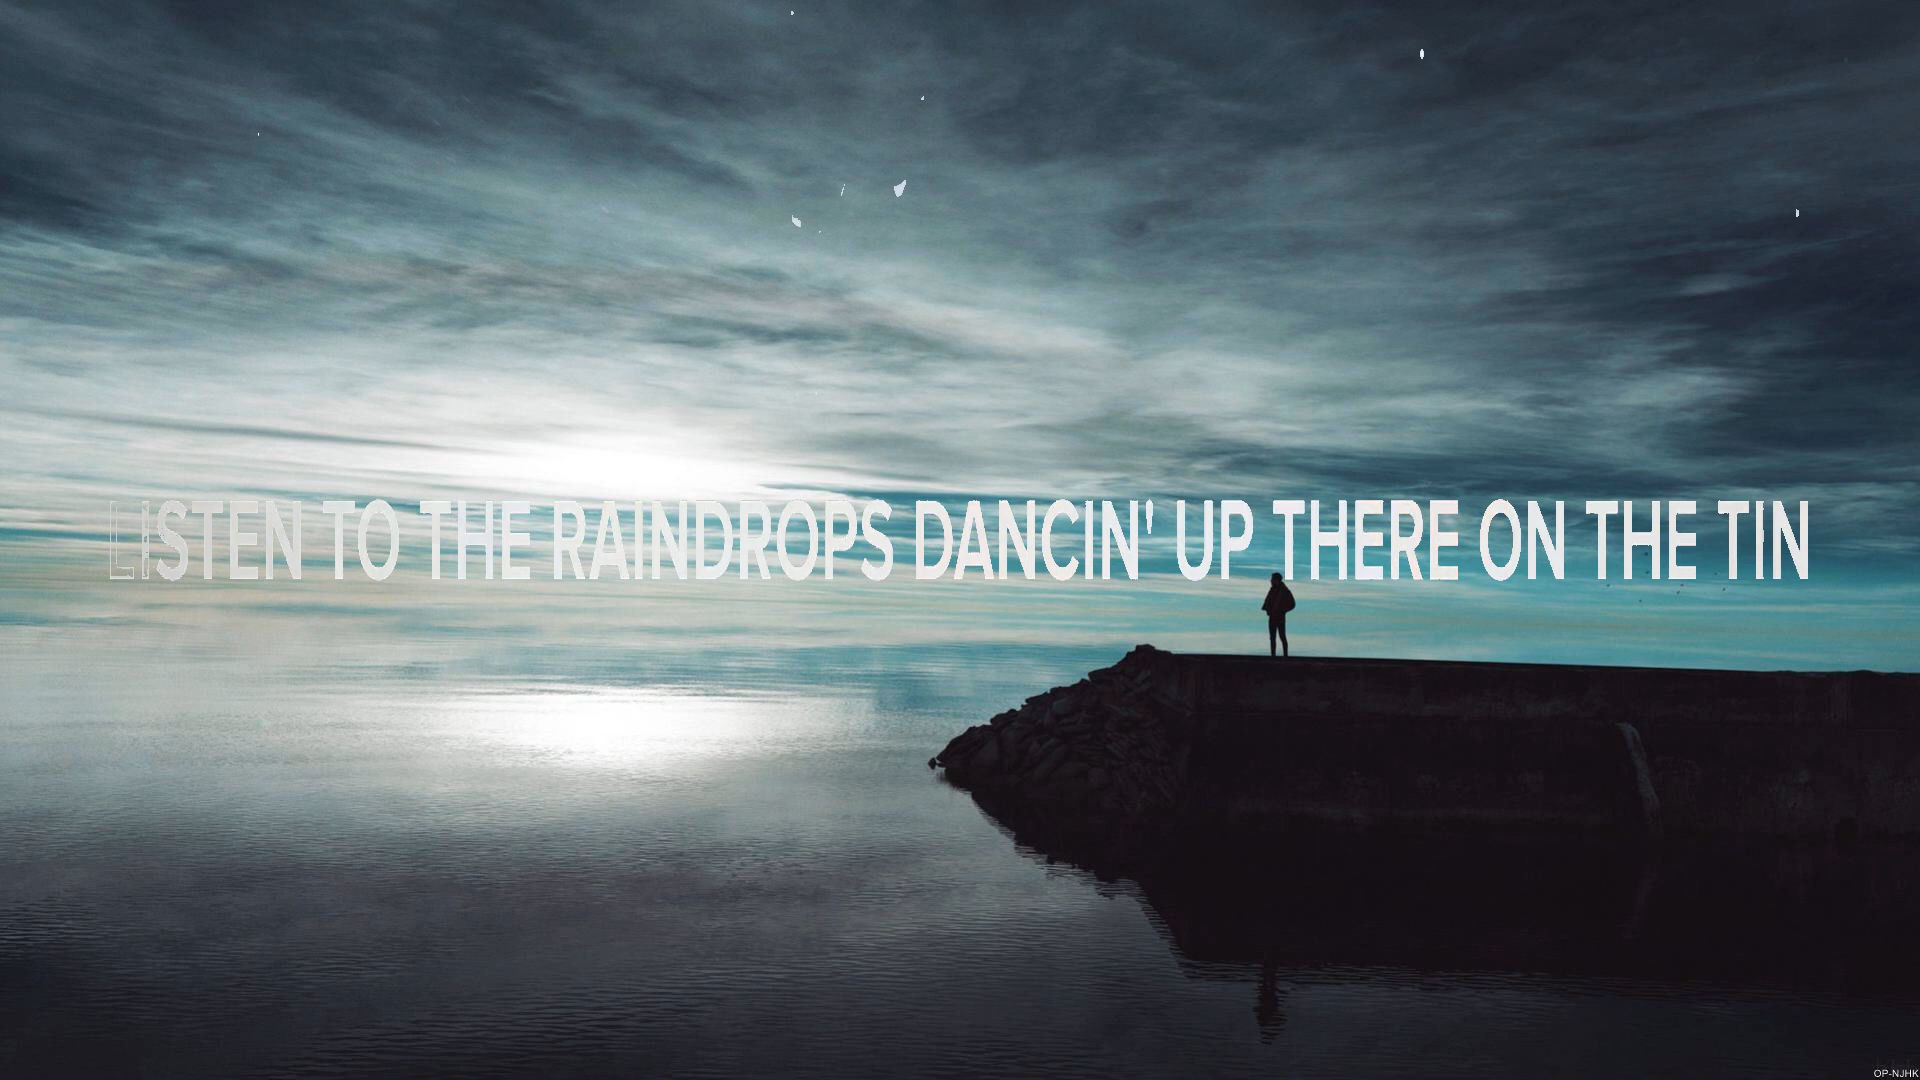 LISTEN TO THE RAINDROPS DANCIN' UP THERE ON THE TIN
OP-NJHK